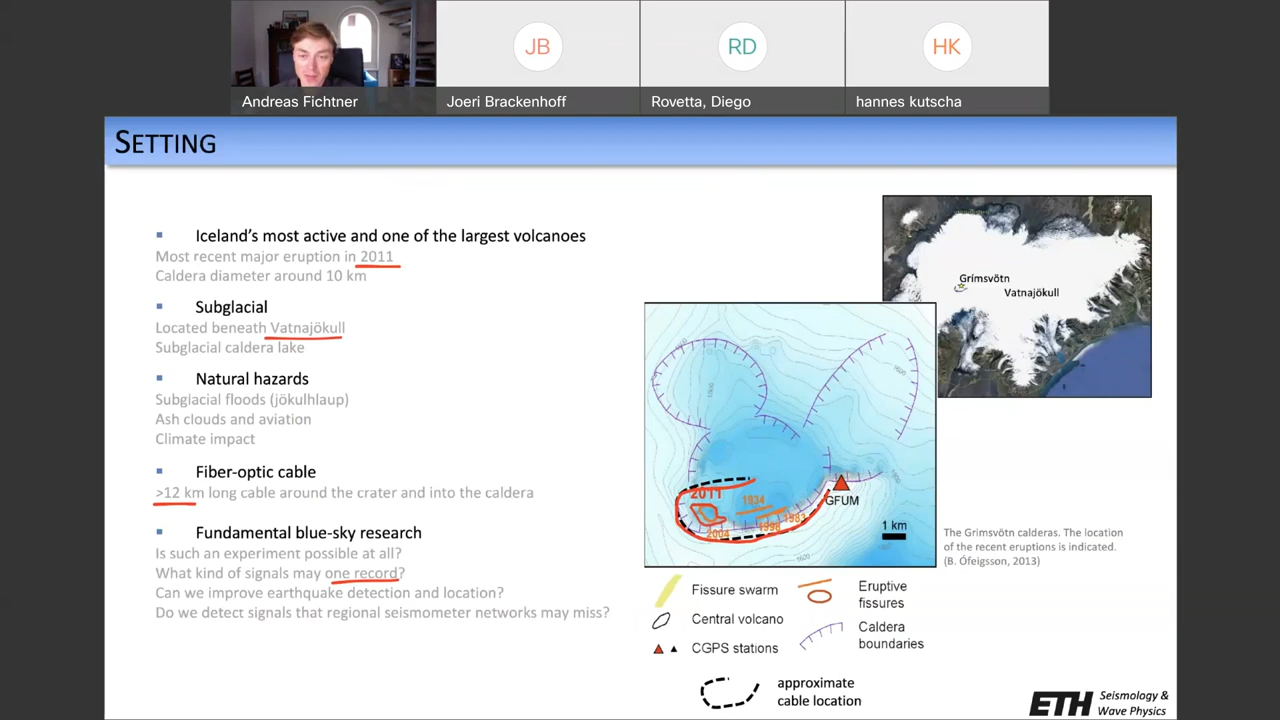 JB
RD
HK
Andreas Fichtner
Joeri Brackenhoff
Rovetta, Diego
hannes kutscha
SETTING
Iceland's most active and one of the largest volcanoes
Most recent major eruption in 2011
Caldera diameter around 10 km
Subglacial
Located beneath Vatnajökull
Subglacial caldera lake
Natural hazards
Subglacial floods (jökulhlaup)
Ash clouds and aviation
Climate impact
Fiber-optic cable
>12 km long cable around the crater and into the caldera
Fundamental blue-sky research
Is such an experiment possible at all?
What kind of signals may one record?
Can we improve earthquake detection and location?
Do we detect signals that regional seismometer networks may miss?
Grímsvötn
Vatnajökull
2011
1934
1983
1998
2004
GFUM
1 km
1600
The Grimsvötn calderas. The location
of the recent eruptions is indicated.
(B. Ófeigsson, 2013)
Fissure swarm
Central volcano
CGPS stations
Eruptive
fissures
Caldera
boundaries
approximate
cable location
ETH
Seismology &
Wave Physics